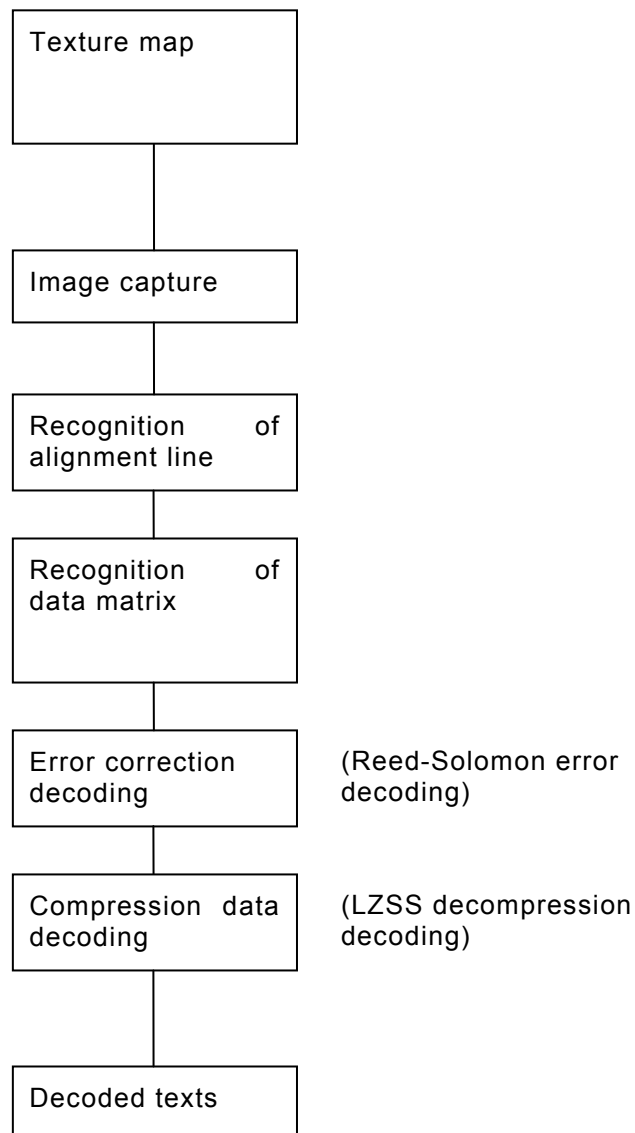 Texture map
Image capture
Recognition of
alignment line
Recognition of
data matrix
Error correction
decoding
(Reed-Solomon error
decoding)
Compression data
decoding
(LZSS decompression
decoding)
Decoded texts